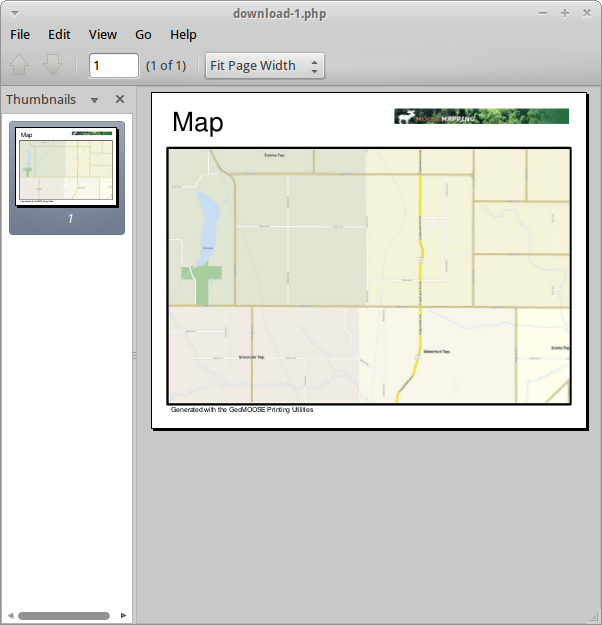 download-1.php
File Edit View Go Help
1 (1 of 1) Fit Page Width
Thumbnails
Map
1
Map
MOOSE MAPPING
Eureka Twp.
Greenvale Twp.
Waterford Twp.
Sciota Twp.
Generated with the GeoMOOSE Printing Utilities